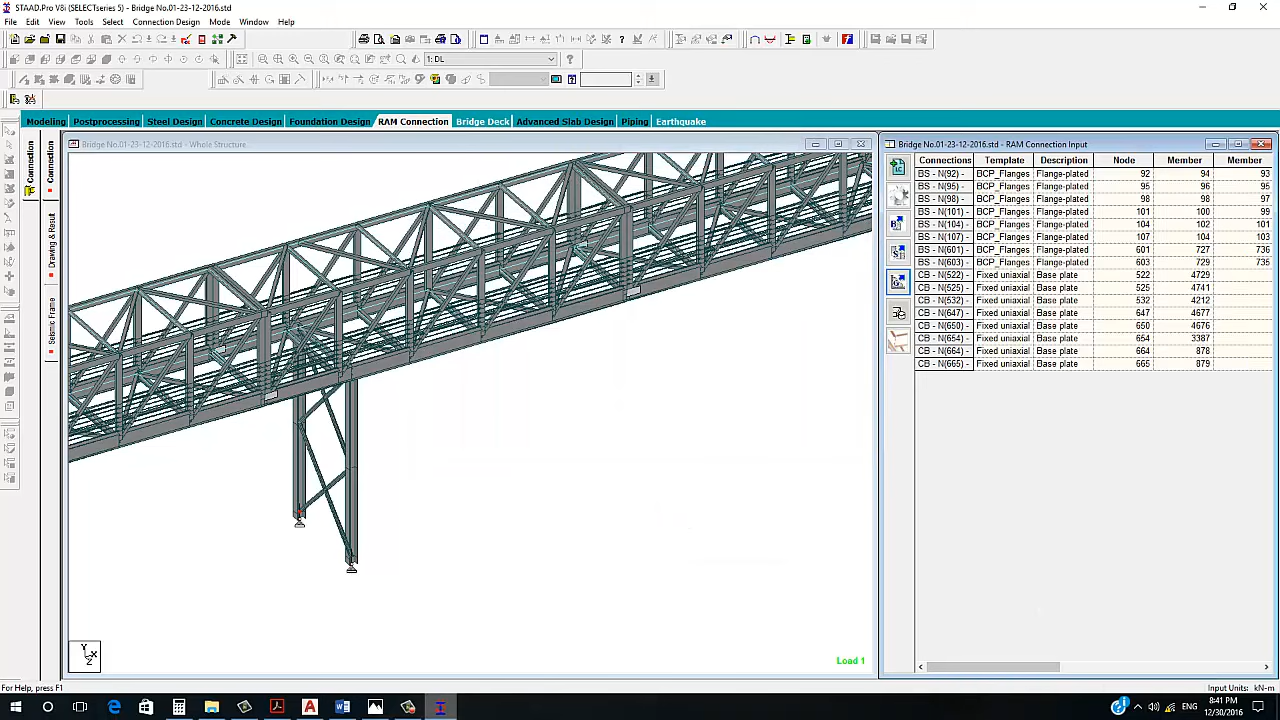 STAAD.Pro V8i (SELECTseries 5) - Bridge No.01-23-12-2016.std
File Edit View Tools Select Connection Design Mode Window Help
1: DL
Modeling Postprocessing Steel Design Concrete Design Foundation Design RAM Connection Bridge Deck Advanced Slab Design Piping Earthquake
Connection
Connection
Drawing & Result
Seismic Frame
Bridge No.01-23-12-2016.std - Whole Structure
Bridge No.01-23-12-2016.std - RAM Connection Input
Connections Template Description Node Member Member
BS - N(92) - BCP_Flanges Flange-plated 92 94 93
BS - N(95) - BCP_Flanges Flange-plated 95 96 95
BS - N(98) - BCP_Flanges Flange-plated 98 98 97
BS - N(101) - BCP_Flanges Flange-plated 101 100 99
BS - N(104) - BCP_Flanges Flange-plated 104 102 101
BS - N(107) - BCP_Flanges Flange-plated 107 104 103
BS - N(601) - BCP_Flanges Flange-plated 601 727 736
BS - N(603) - BCP_Flanges Flange-plated 603 729 735
CB - N(522) - Fixed uniaxial Base plate 522 4729
CB - N(525) - Fixed uniaxial Base plate 525 4741
CB - N(532) - Fixed uniaxial Base plate 532 4212
CB - N(647) - Fixed uniaxial Base plate 647 4677
CB - N(650) - Fixed uniaxial Base plate 650 4676
CB - N(654) - Fixed uniaxial Base plate 654 3387
CB - N(664) - Fixed uniaxial Base plate 664 878
CB - N(665) - Fixed uniaxial Base plate 665 879
Y
X
Z
Load 1
For Help, press F1
Input Units: kN-m
8:41 PM
12/30/2016